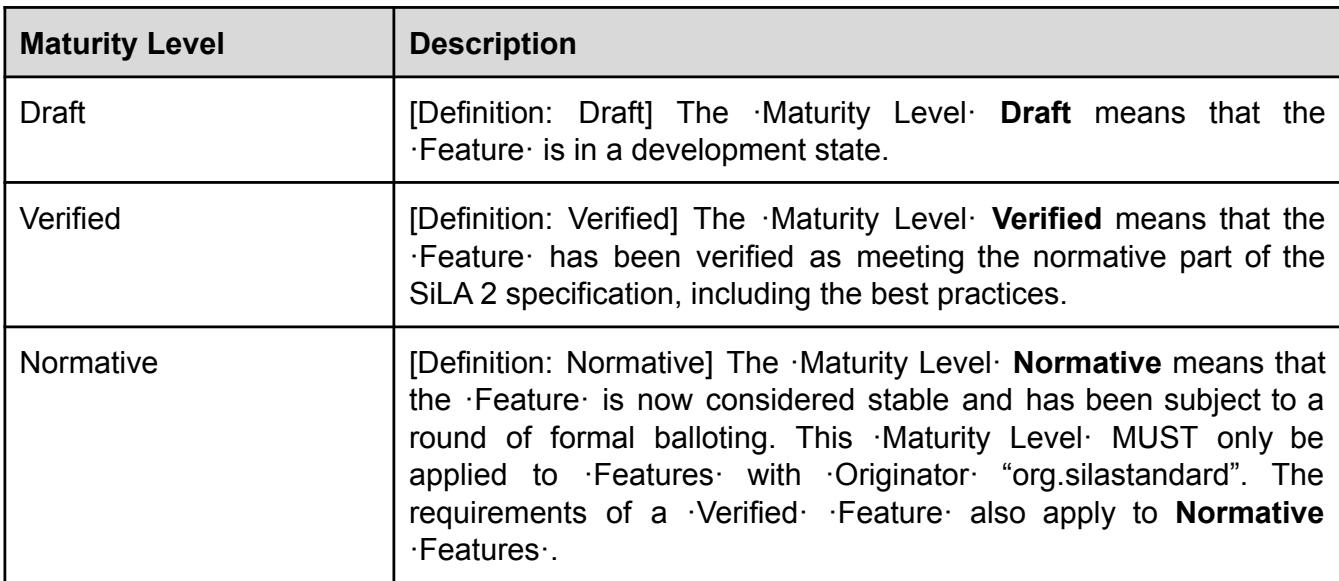 Maturity Level
Description
Draft
[Definition: Draft] The ·Maturity Level· Draft means that the
·Feature· is in a development state.
Verified
[Definition: Verified] The ·Maturity Level· Verified means that the
·Feature· has been verified as meeting the normative part of the
SiLA 2 specification, including the best practices.
Normative
[Definition: Normative] The ·Maturity Level· Normative means that
the ·Feature· is now considered stable and has been subject to a
round of formal balloting. This ·Maturity Level· MUST only be
applied to ·Features· with ·Originator· “org.silastandard”. The
requirements of a ·Verified· ·Feature· also apply to Normative
·Features·.